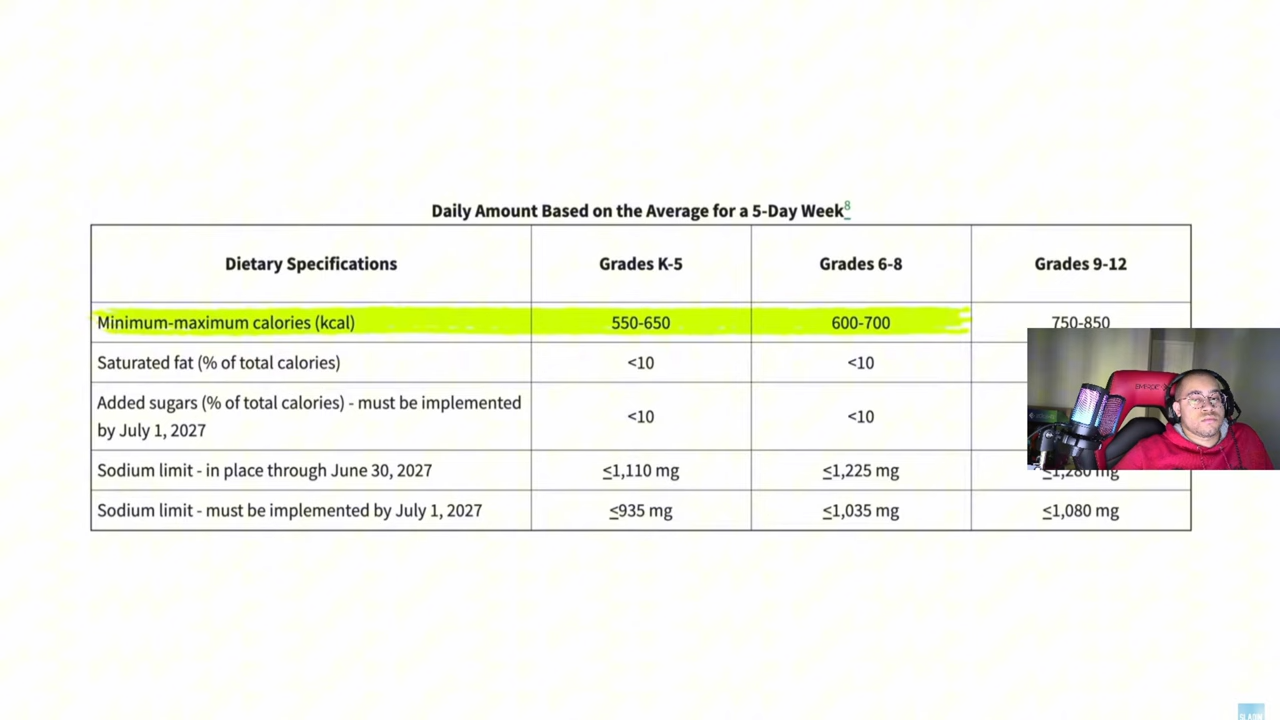 Daily Amount Based on the Average for a 5-Day Week8
Dietary Specifications Grades K-5 Grades 6-8 Grades 9-12
Minimum-maximum calories (kcal) 550-650 600-700 750-850
Saturated fat (% of total calories) <10 <10
Added sugars (% of total calories) - must be implemented
by July 1, 2027 <10 <10
Sodium limit - in place through June 30, 2027 ≤1,110 mg ≤1,225 mg ≤1,280 mg
Sodium limit - must be implemented by July 1, 2027 ≤935 mg ≤1,035 mg ≤1,080 mg